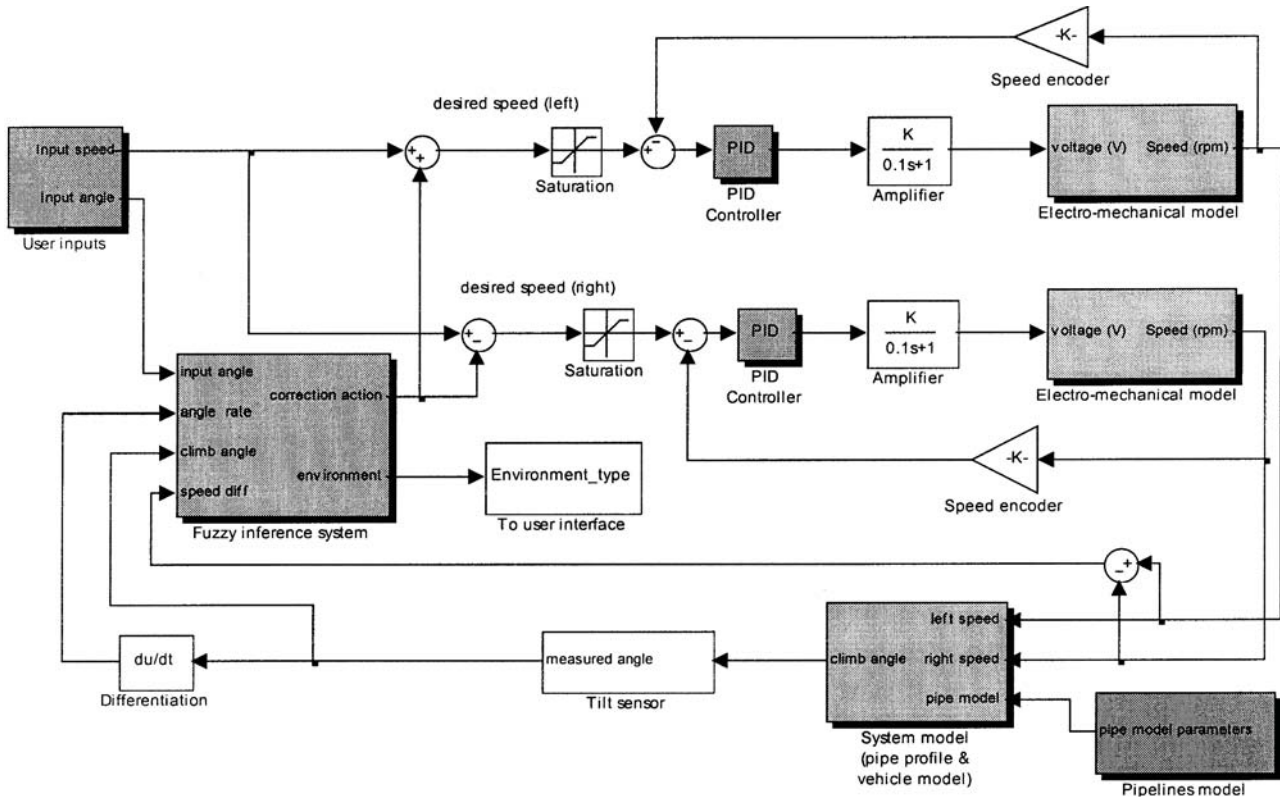 -K-
Speed encoder
desired speed (left)
Input speed
Input angle
User inputs
+
+
Saturation
+
−
PID
PID
Controller
K
0.1s+1
Amplifier
voltage (V)
Speed (rpm)
Electro-mechanical model
desired speed (right)
+
−
Saturation
+
−
PID
PID
Controller
K
0.1s+1
Amplifier
voltage (V)
Speed (rpm)
Electro-mechanical model
input angle
angle rate
climb angle
speed diff
correction action
environment
Fuzzy inference system
Environment_type
To user interface
-K-
Speed encoder
−
+
du/dt
Differentiation
measured angle
Tilt sensor
climb angle
left speed
right speed
pipe model
System model
(pipe profile &
vehicle model)
pipe model parameters
Pipelines model